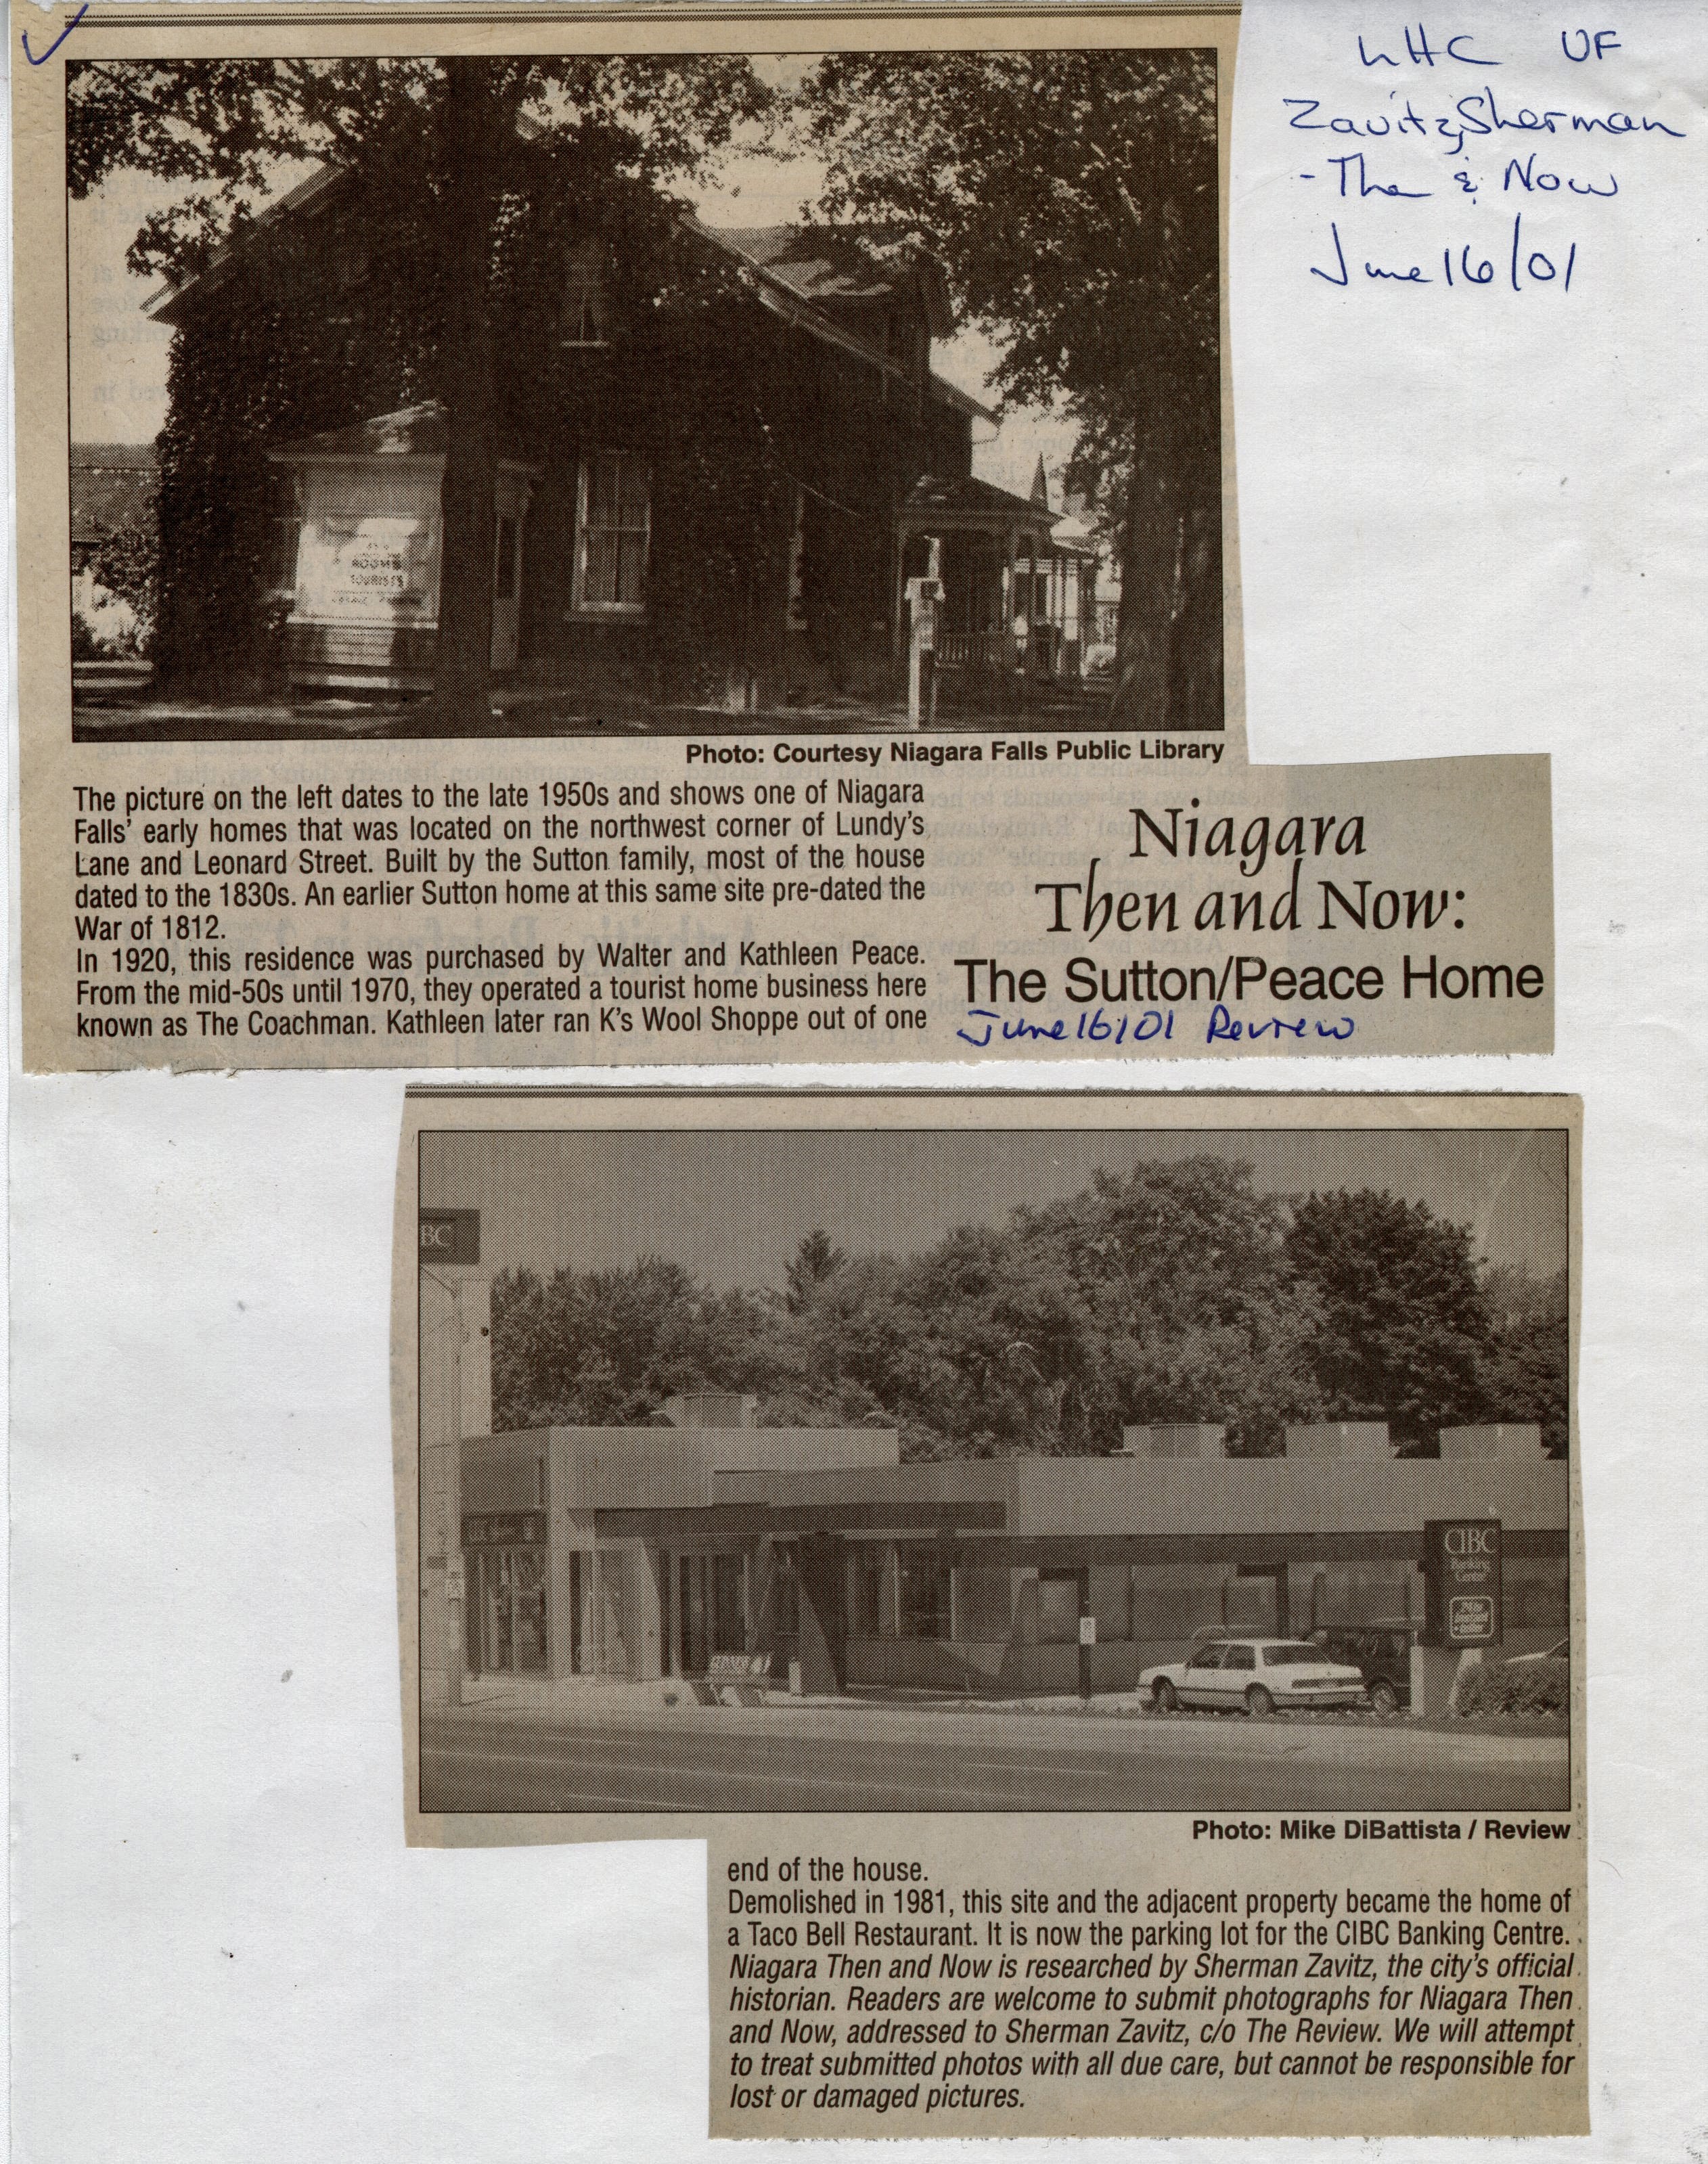 LHC UF
Zavitz, Sherman
- The & Now
June 16/01
ROOMS
TOURISTS
Photo: Courtesy Niagara Falls Public Library
The picture on the left dates to the late 1950s and shows one of Niagara
Falls' early homes that was located on the northwest corner of Lundy's
Lane and Leonard Street. Built by the Sutton family, most of the house
dated to the 1830s. An earlier Sutton home at this same site pre-dated the
War of 1812.
In 1920, this residence was purchased by Walter and Kathleen Peace.
From the mid-50s until 1970, they operated a tourist home business here
known as The Coachman. Kathleen later ran K's Wool Shoppe out of one
Niagara
Then and Now:
The Sutton/Peace Home
June 16/01 Review
BC
CIBC
Banking
Centre
Photo: Mike DiBattista / Review
end of the house.
Demolished in 1981, this site and the adjacent property became the home of
a Taco Bell Restaurant. It is now the parking lot for the CIBC Banking Centre.
Niagara Then and Now is researched by Sherman Zavitz, the city's official
historian. Readers are welcome to submit photographs for Niagara Then
and Now, addressed to Sherman Zavitz, c/o The Review. We will attempt
to treat submitted photos with all due care, but cannot be responsible for
lost or damaged pictures.